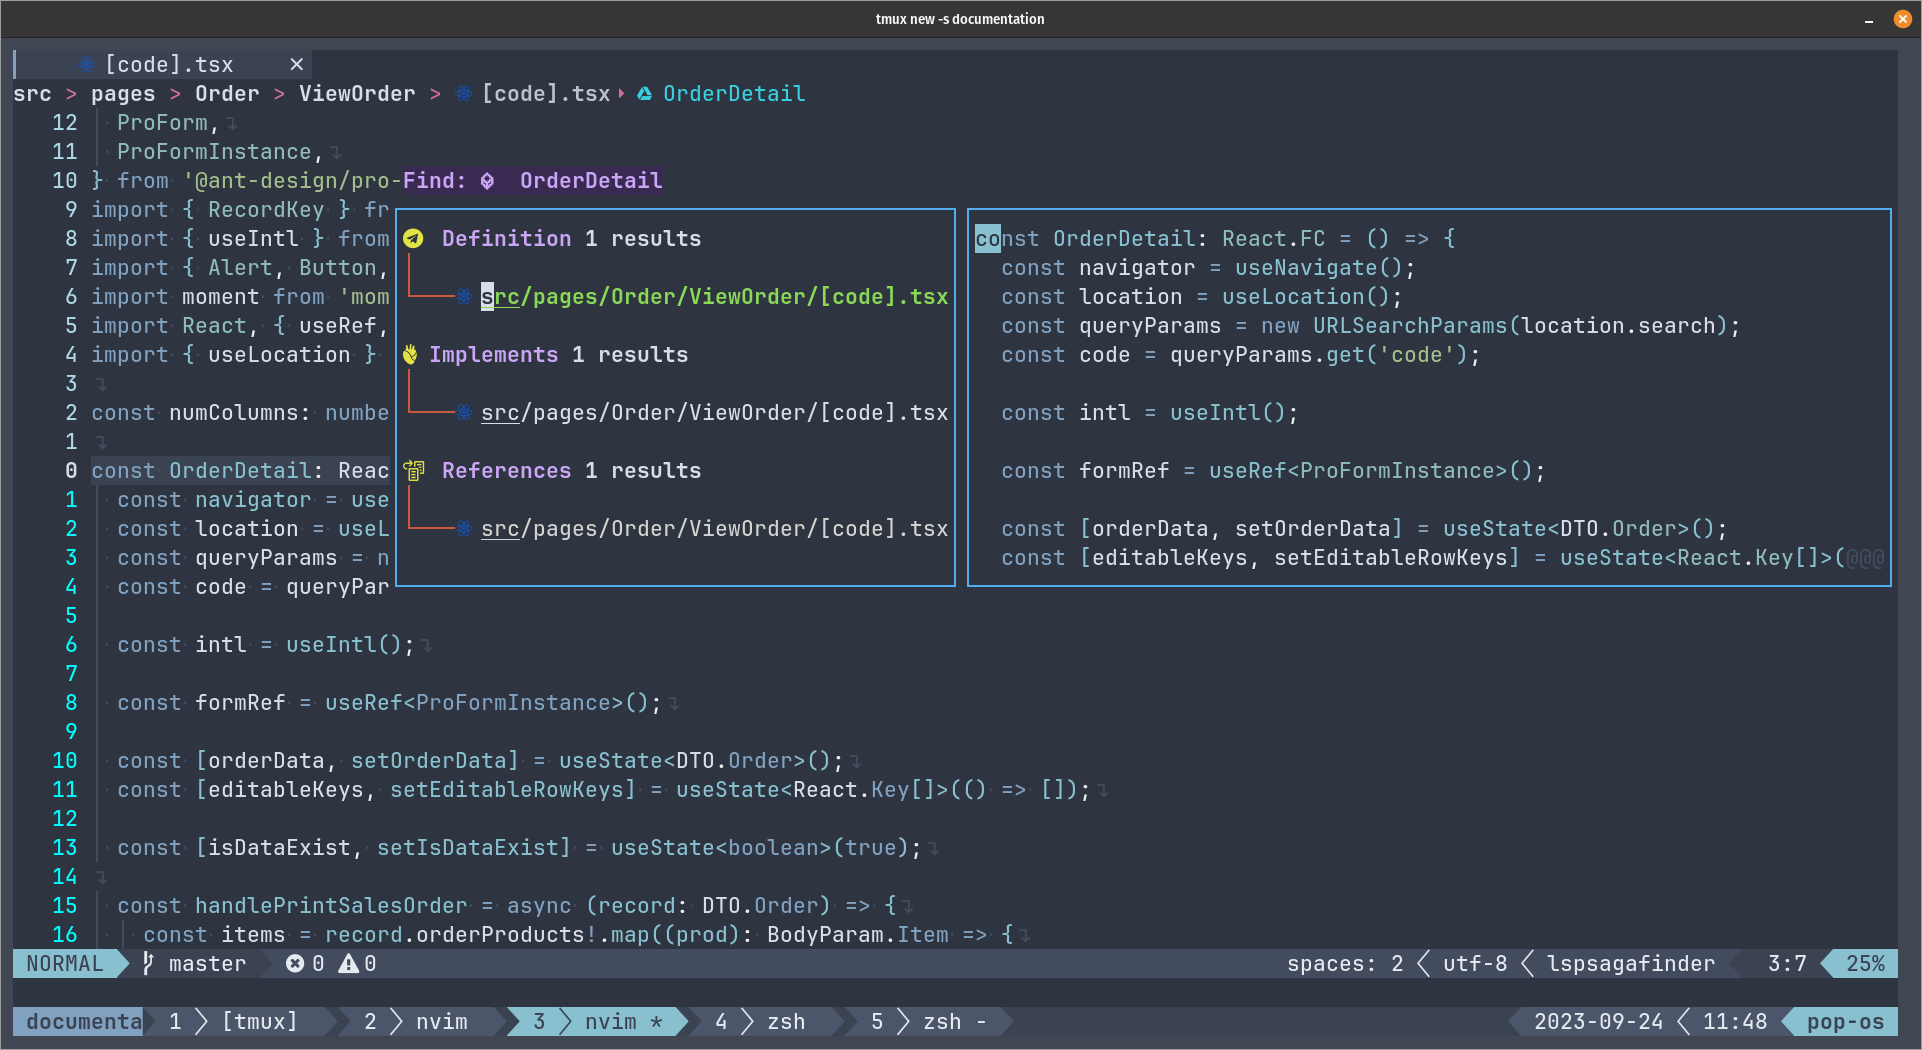 tmux new -s documentation
[code].tsx ×
src > pages > Order > ViewOrder > [code].tsx OrderDetail
12 ProForm,
11 ProFormInstance,
10 } from '@ant-design/pro-Find: OrderDetail
9 import { RecordKey } fr
8 import { useIntl } from
7 import { Alert, Button,
6 import moment from 'mom
5 import React, { useRef,
4 import { useLocation }
3
2 const numColumns: numbe
1
0 const OrderDetail: Reac
1 const navigator = use
2 const location = useL
3 const queryParams = n
4 const code = queryPar
5
6 const intl = useIntl();
7
8 const formRef = useRef<ProFormInstance>();
9
10 const [orderData, setOrderData] = useState<DTO.Order>();
11 const [editableKeys, setEditableRowKeys] = useState<React.Key[]>(() => []);
12
13 const [isDataExist, setIsDataExist] = useState<boolean>(true);
14
15 const handlePrintSalesOrder = async (record: DTO.Order) => {
16 const items = record.orderProducts!.map((prod): BodyParam.Item => {
Definition 1 results
src/pages/Order/ViewOrder/[code].tsx
Implements 1 results
src/pages/Order/ViewOrder/[code].tsx
References 1 results
src/pages/Order/ViewOrder/[code].tsx
const OrderDetail: React.FC = () => {
const navigator = useNavigate();
const location = useLocation();
const queryParams = new URLSearchParams(location.search);
const code = queryParams.get('code');
const intl = useIntl();
const formRef = useRef<ProFormInstance>();
const [orderData, setOrderData] = useState<DTO.Order>();
const [editableKeys, setEditableRowKeys] = useState<React.Key[]>(@@@
NORMAL master 0 0 spaces: 2 utf-8 lspsagafinder 3:7 25%
documenta 1 [tmux] 2 nvim 3 nvim * 4 zsh 5 zsh - 2023-09-24 11:48 pop-os